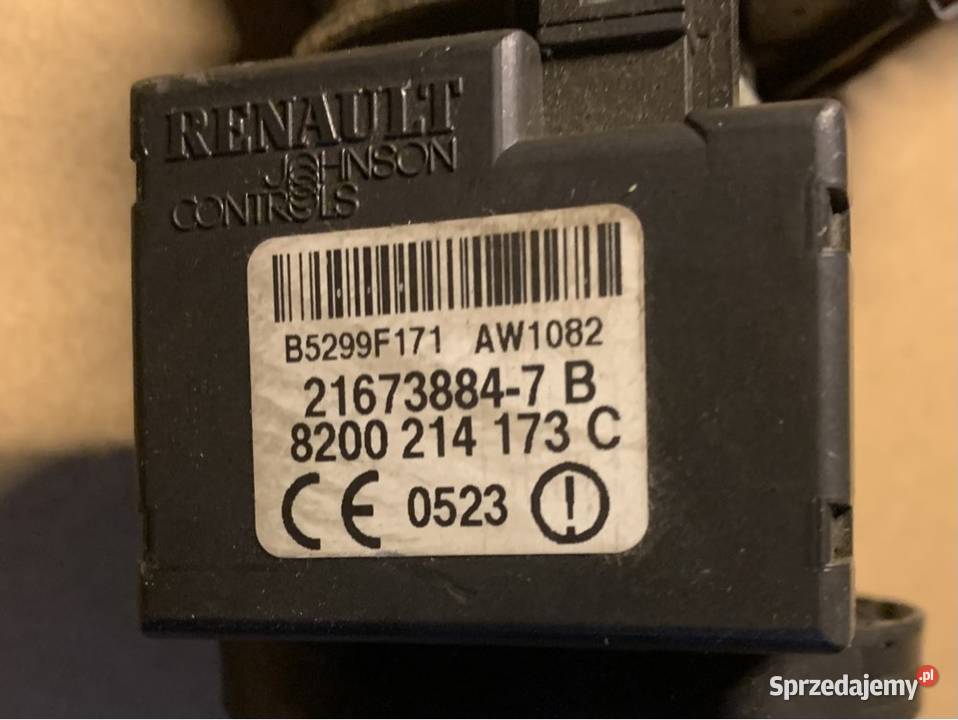 RENAULT
JOHNSON
CONTROLS
B5299F171 AW1082
21673884-7 B
8200 214 173 C
CE 0523 !
Sprzedajemy.pl